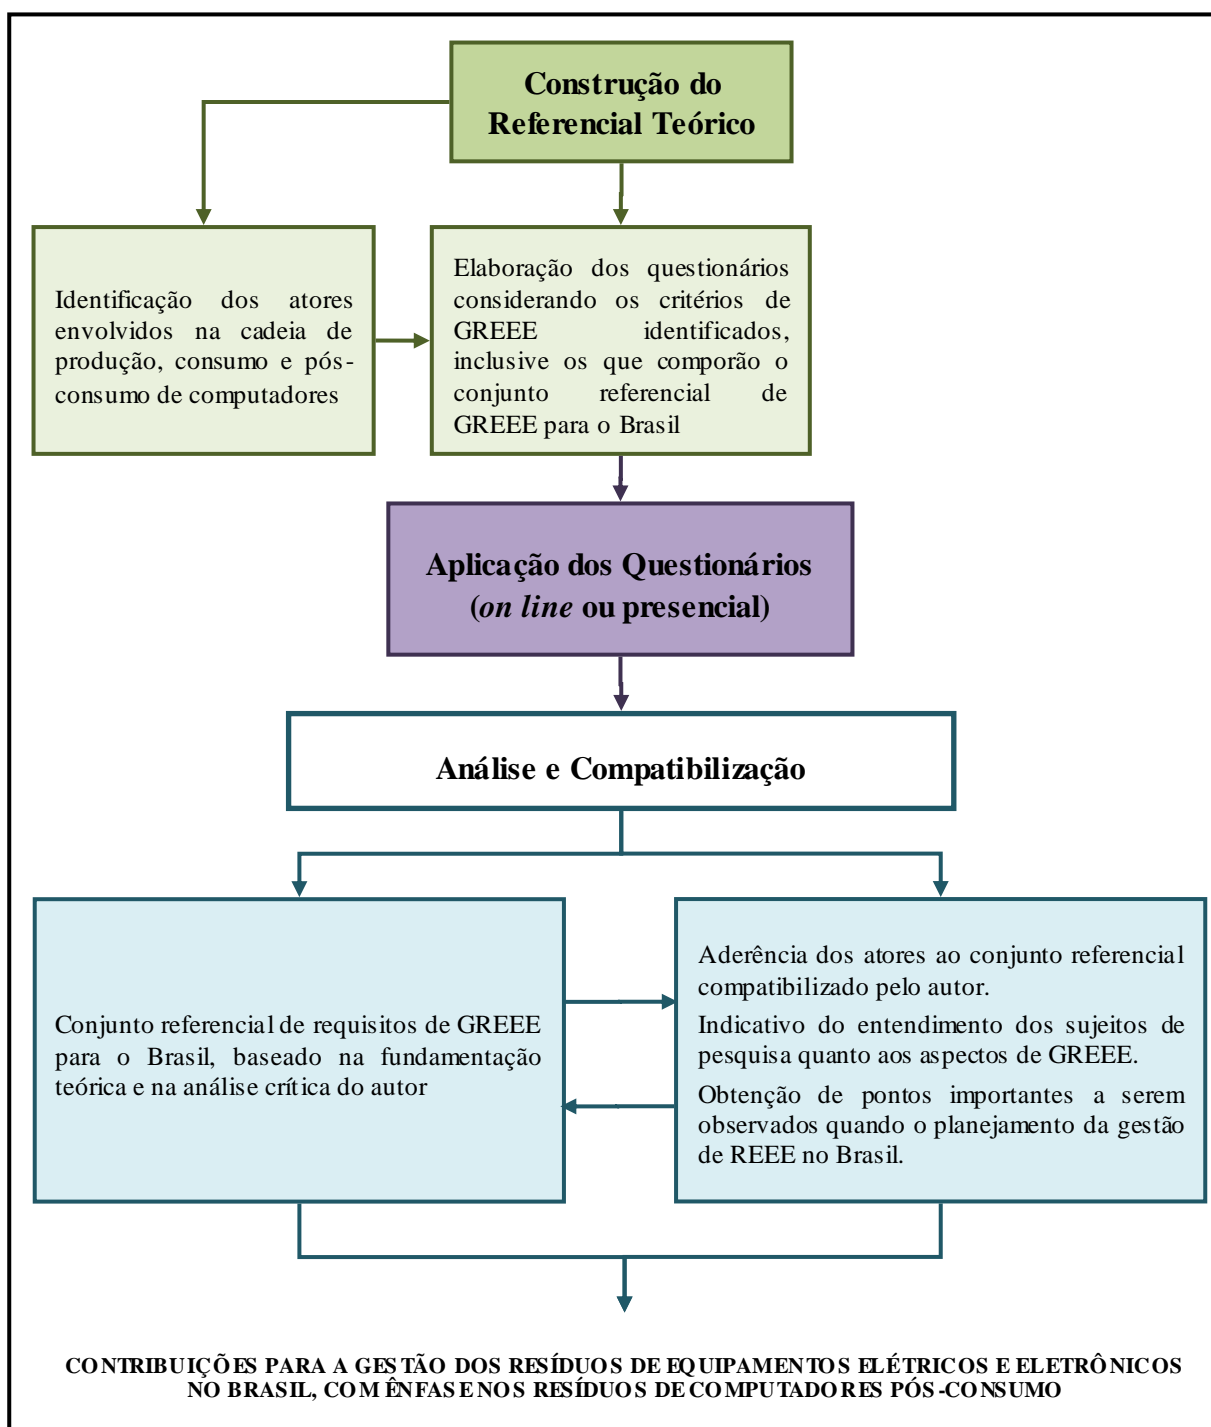 Construção do
Referencial Teórico
Identificação dos atores
envolvidos na cadeia de
produção, consumo e pós-
consumo de computadores
Elaboração dos questionários
considerando os critérios de
GREEE identificados,
inclusive os que comporão o
conjunto referencial de
GREEE para o Brasil
Aplicação dos Questionários
(on line ou presencial)
Análise e Compatibilização
Conjunto referencial de requisitos de GREEE
para o Brasil, baseado na fundamentação
teórica e na análise crítica do autor
Aderência dos atores ao conjunto referencial
compatibilizado pelo autor.
Indicativo do entendimento dos sujeitos de
pesquisa quanto aos aspectos de GREEE.
Obtenção de pontos importantes a serem
observados quando o planejamento da gestão
de REEE no Brasil.
CONTRIBUIÇÕES PARA A GESTÃO DOS RESÍDUOS DE EQUIPAMENTOS ELÉTRICOS E ELETRÔNICOS
NO BRASIL, COM ÊNFASE NOS RESÍDUOS DE COMPUTADORES PÓS-CONSUMO